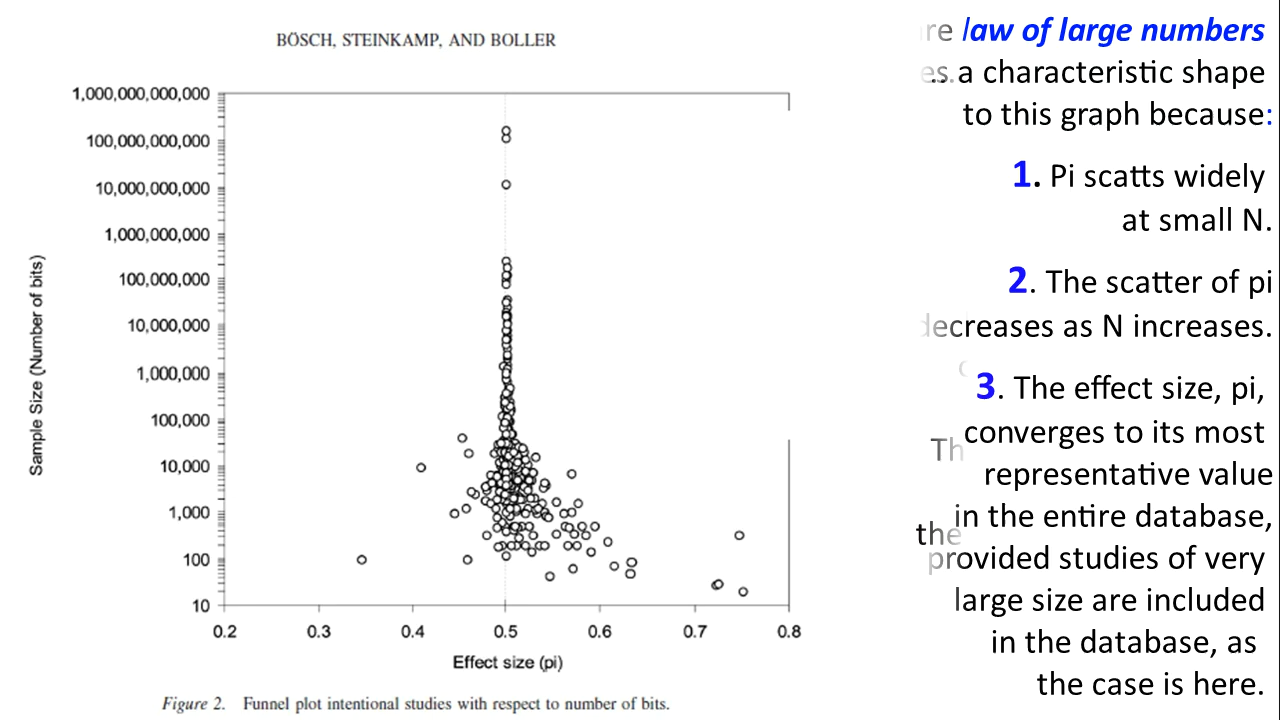 BÖSCH, STEINKAMP, AND BOLLER
1,000,000,000,000
100,000,000,000
10,000,000,000
1,000,000,000
100,000,000
10,000,000
1,000,000
100,000
10,000
1,000
100
10
Sample Size (Number of bits)
0.2 0.3 0.4 0.5 0.6 0.7 0.8
Effect size (pi)
Figure 2. Funnel plot intentional studies with respect to number of bits.
law of large numbers
a characteristic shape
to this graph because:
1. Pi scatts widely
at small N.
2. The scatter of pi
decreases as N increases.
3. The effect size, pi,
converges to its most
representative value
in the entire database,
provided studies of very
large size are included
in the database, as
the case is here.